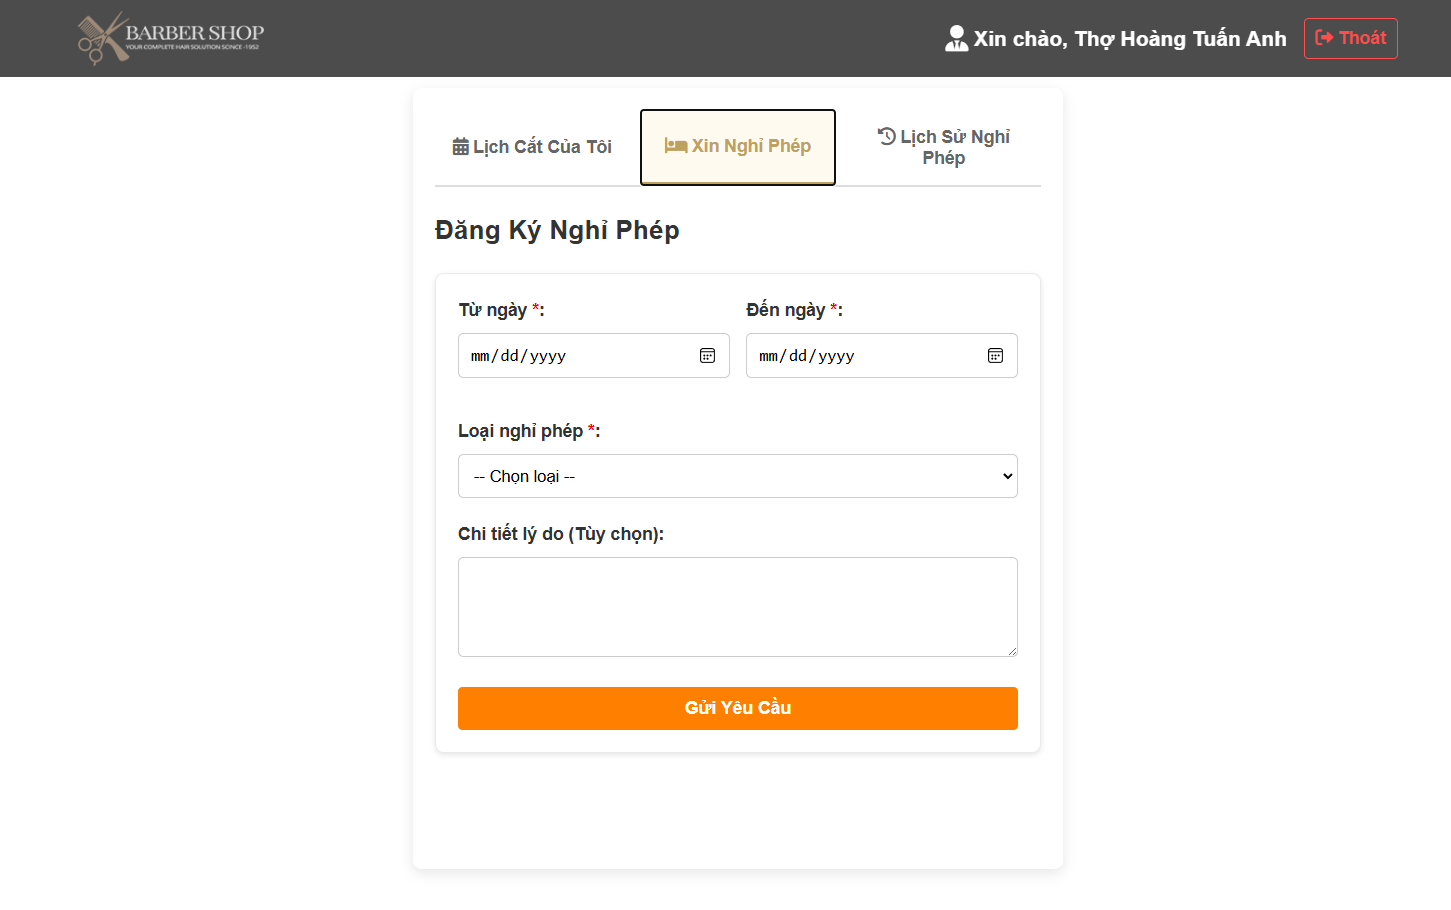 BARBER SHOP
YOUR COMPLETE HAIR SOLUTION SCINCE -1952
Xin chào, Thợ Hoàng Tuấn Anh
Thoát
Lịch Cắt Của Tôi
Xin Nghỉ Phép
Lịch Sử Nghỉ
Phép
Đăng Ký Nghỉ Phép
Từ ngày *:
Đến ngày *:
mm/dd/yyyy
mm/dd/yyyy
Loại nghỉ phép *:
-- Chọn loại --
Chi tiết lý do (Tùy chọn):
Gửi Yêu Cầu